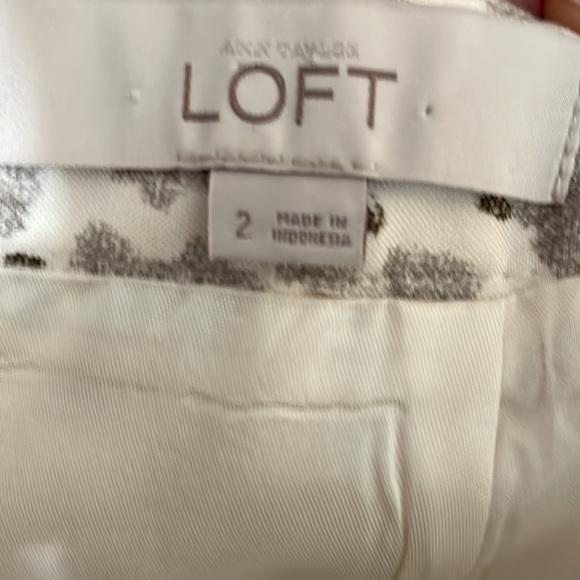 ANN TAYLOR
LOFT
2
MADE IN
INDONESIA